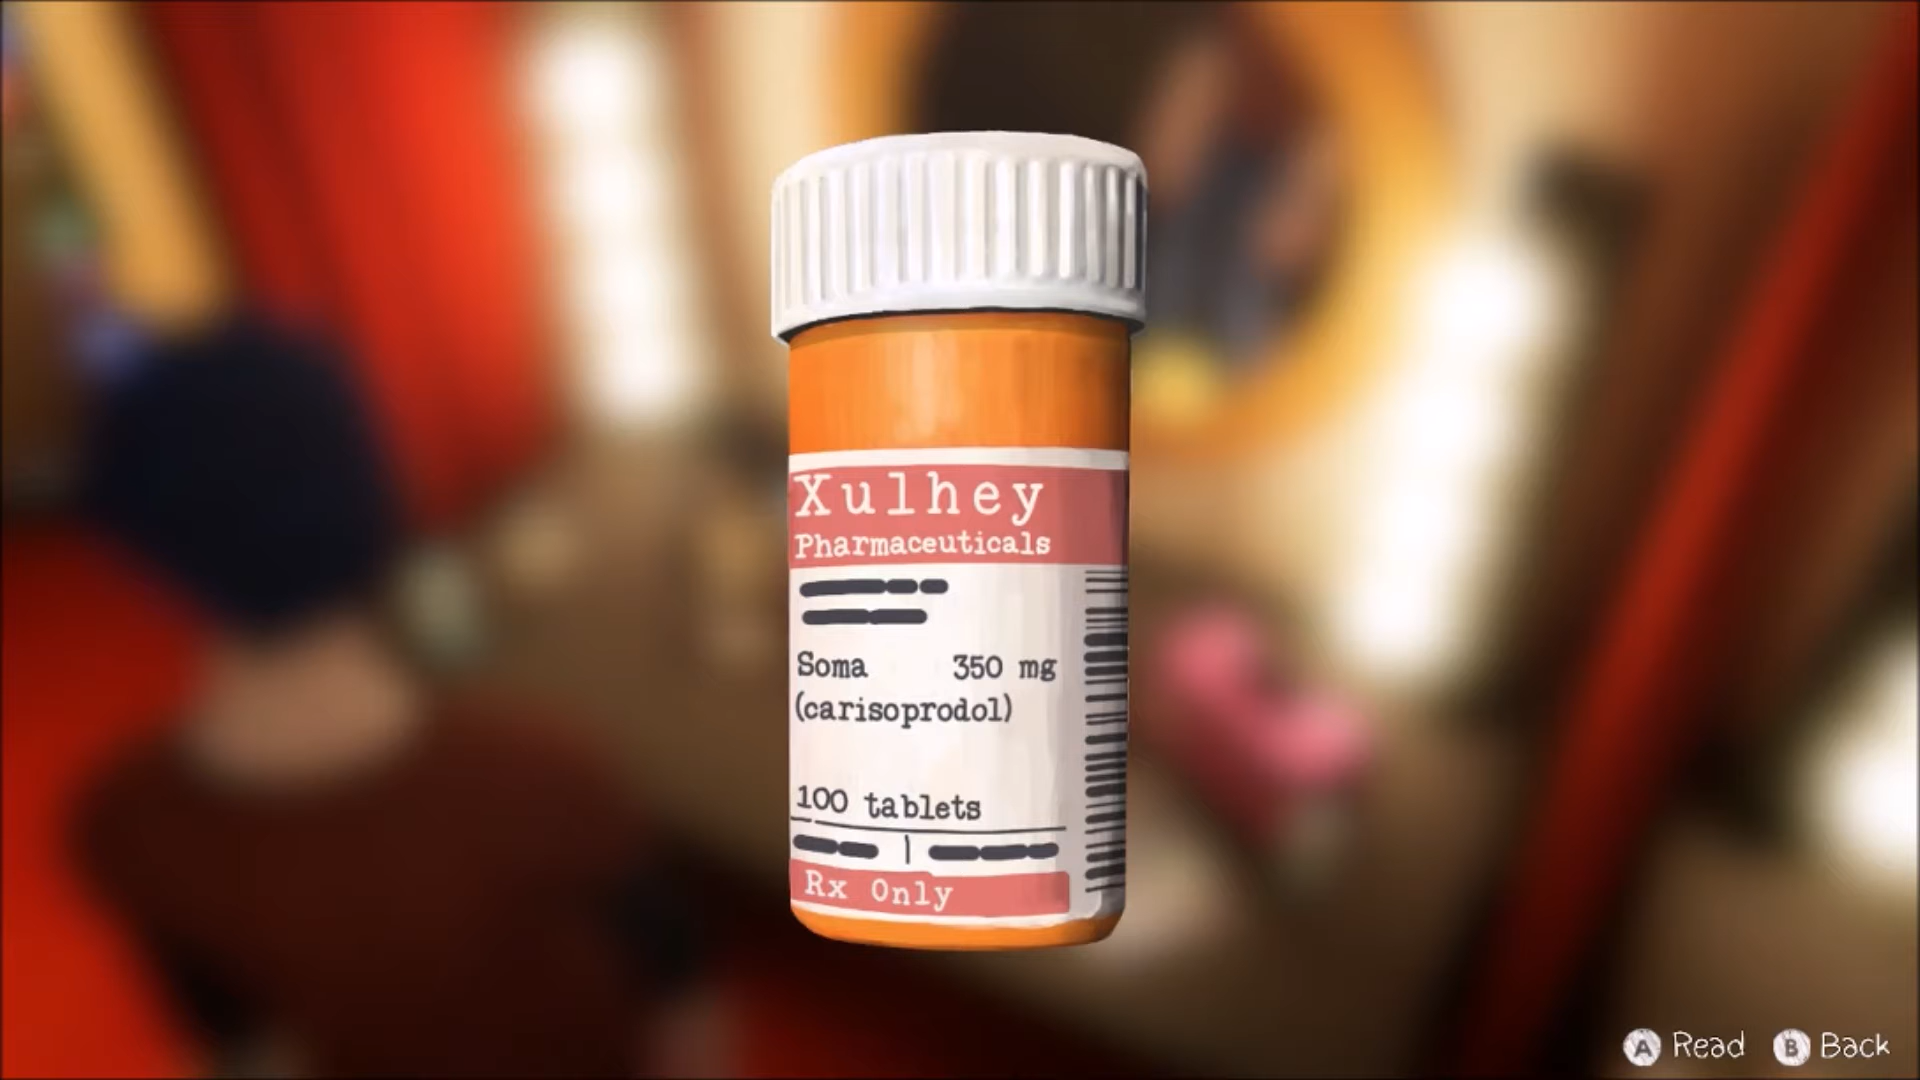 Xulhey
Pharmaceuticals
Soma 350 mg
(carisoprodol)
100 tablets
Rx Only
A Read B Back